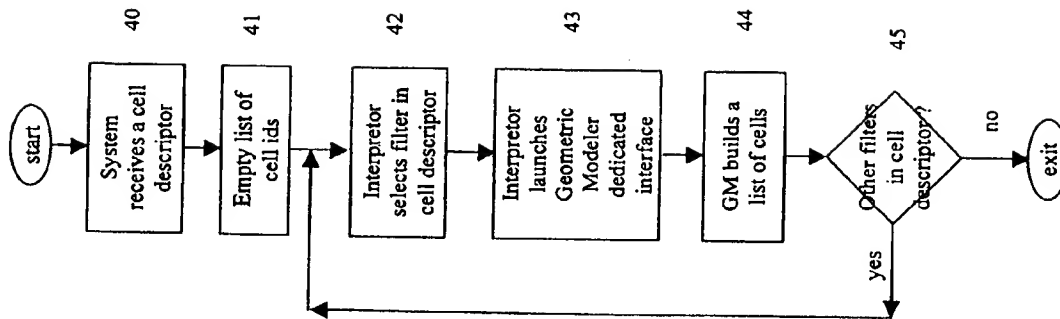 start
System
receives a cell
descriptor
40
Empty list of
cell ids
41
Interpretor
selects filter in
cell descriptor
42
Interpretor
launches
Geometric
Modeler
dedicated
interface
43
GM builds a
list of cells
44
Other filters
in cell
descriptor?
45
yes
no
exit